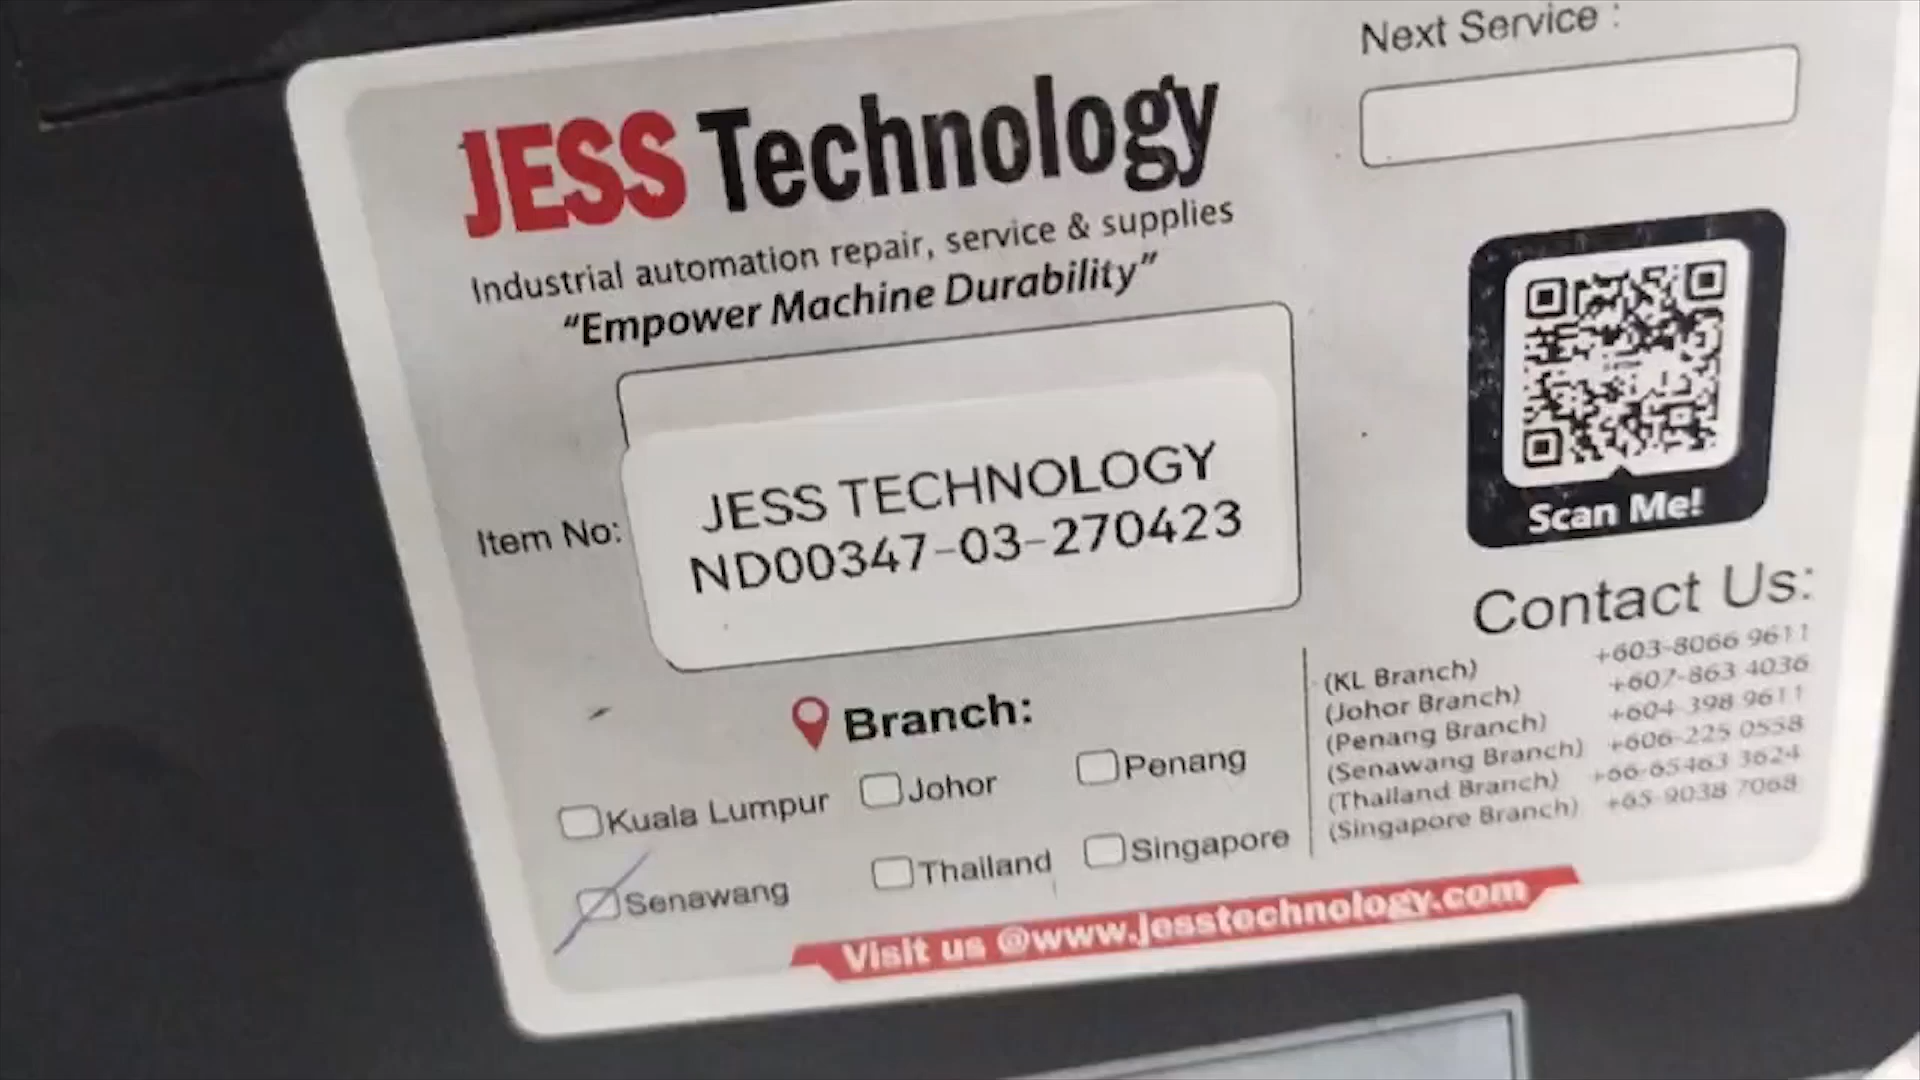 JESS Technology
Industrial automation repair, service & supplies
“Empower Machine Durability”
Next Service :
Item No:
JESS TECHNOLOGY
ND00347-03-270423
Scan Me!
Branch:
Kuala Lumpur
Johor
Penang
Senawang
Thailand
Singapore
Contact Us:
(KL Branch) +603-8066 9611
(Johor Branch) +607-863 4036
(Penang Branch) +604-398 9611
(Senawang Branch) +606-225 0558
(Thailand Branch) +66-65463 3624
(Singapore Branch) +65-9038 7068
Visit us @www.jesstechnology.com